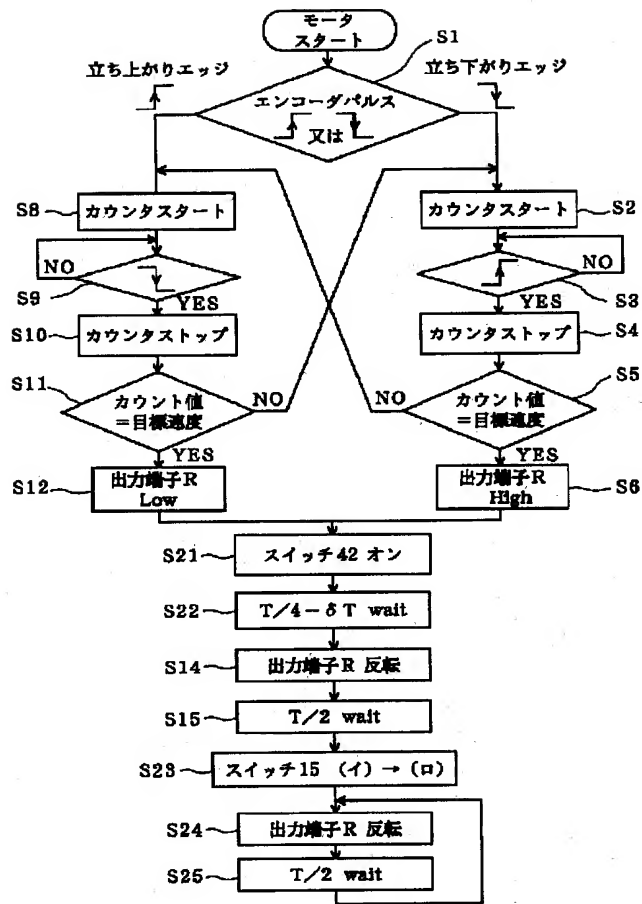 モータ
スタート
S1
立ち上がりエッジ
立ち下がりエッジ
エンコーダパルス
又は
S8
カウンタスタート
カウンタスタート
S2
NO
NO
S9
YES
YES
S3
S10
カウンタストップ
カウンタストップ
S4
S11
カウント値
=目標速度
NO
NO
カウント値
=目標速度
S5
YES
YES
S12
出力端子R
Low
出力端子R
High
S6
S21
スイッチ42 オン
S22
T/4-δT wait
S14
出力端子R 反転
S15
T/2 wait
S23
スイッチ15 (イ)→(ロ)
S24
出力端子R 反転
S25
T/2 wait